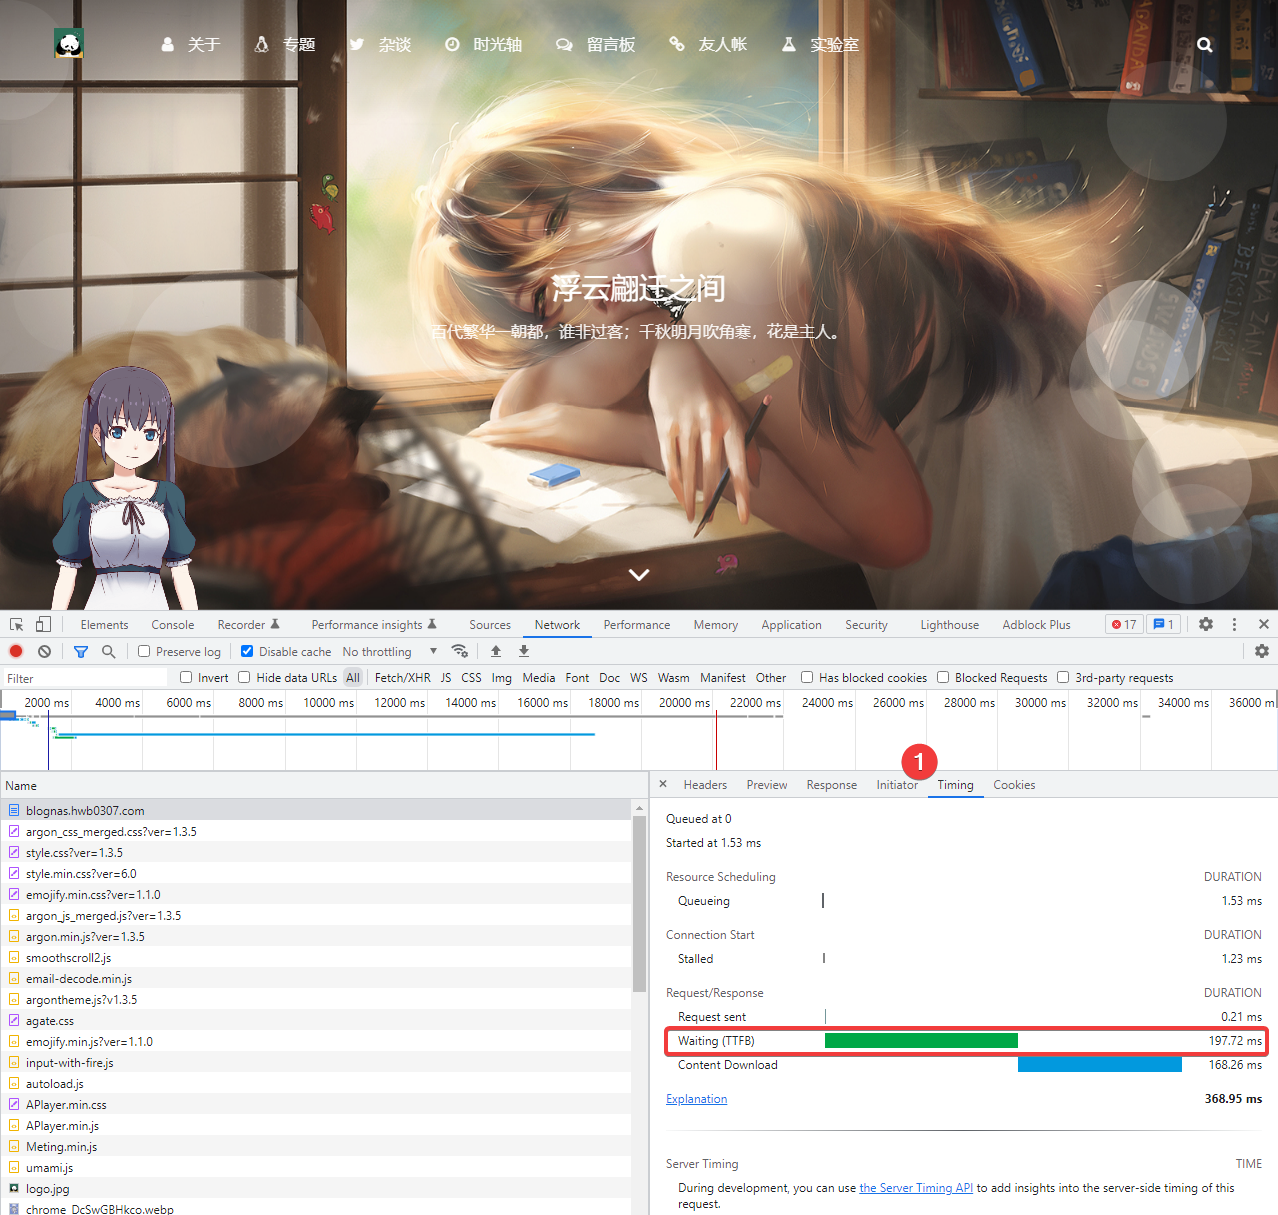 关于 专题 杂谈 时光轴 留言板 友人帐 实验室
浮云翩迁之间
百代繁华一朝都，谁非过客；千秋明月吹角寒，花是主人。
Elements Console Recorder Performance insights Sources Network Performance Memory Application Security Lighthouse Adblock Plus 17 1
Preserve log Disable cache No throttling
Filter Invert Hide data URLs All Fetch/XHR JS CSS Img Media Font Doc WS Wasm Manifest Other Has blocked cookies Blocked Requests 3rd-party requests
2000 ms 4000 ms 6000 ms 8000 ms 10000 ms 12000 ms 14000 ms 16000 ms 18000 ms 20000 ms 22000 ms 24000 ms 26000 ms 28000 ms 30000 ms 32000 ms 34000 ms 36000 m
1
Name
blognas.hwb0307.com
argon_css_merged.css?ver=1.3.5
style.css?ver=1.3.5
style.min.css?ver=6.0
emojify.min.css?ver=1.1.0
argon_js_merged.js?ver=1.3.5
argon.min.js?ver=1.3.5
smoothscroll2.js
email-decode.min.js
argontheme.js?v1.3.5
agate.css
emojify.min.js?ver=1.1.0
input-with-fire.js
autoload.js
APlayer.min.css
APlayer.min.js
Meting.min.js
umami.js
logo.jpg
chrome_DcSwGBHkco.webp
Headers Preview Response Initiator Timing Cookies
Queued at 0
Started at 1.53 ms
Resource Scheduling DURATION
Queueing 1.53 ms
Connection Start DURATION
Stalled 1.23 ms
Request/Response DURATION
Request sent 0.21 ms
Waiting (TTFB) 197.72 ms
Content Download 168.26 ms
Explanation 368.95 ms
Server Timing TIME
During development, you can use the Server Timing API to add insights into the server-side timing of this
request.